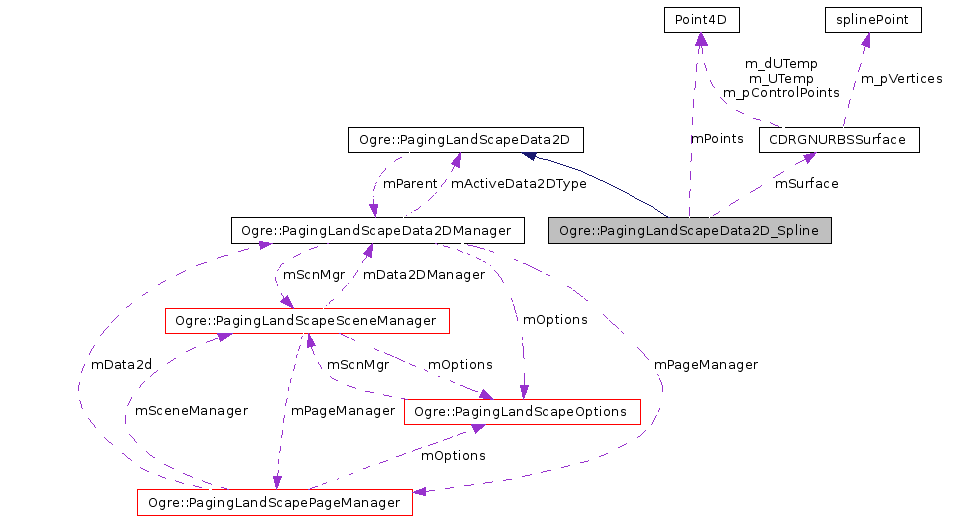 Point4D
splinePoint
m_dUTemp
m_UTemp
m_pControlPoints
m_pVertices
Ogre::PagingLandScapeData2D
mPoints
CDRGNURBSSurface
mParent
mActiveData2DType
mSurface
Ogre::PagingLandScapeData2DManager
Ogre::PagingLandScapeData2D_Spline
mScnMgr
mData2DManager
Ogre::PagingLandScapeSceneManager
mOptions
mData2d
mScnMgr
mOptions
mPageManager
mSceneManager
mPageManager
Ogre::PagingLandScapeOptions
mOptions
Ogre::PagingLandScapePageManager